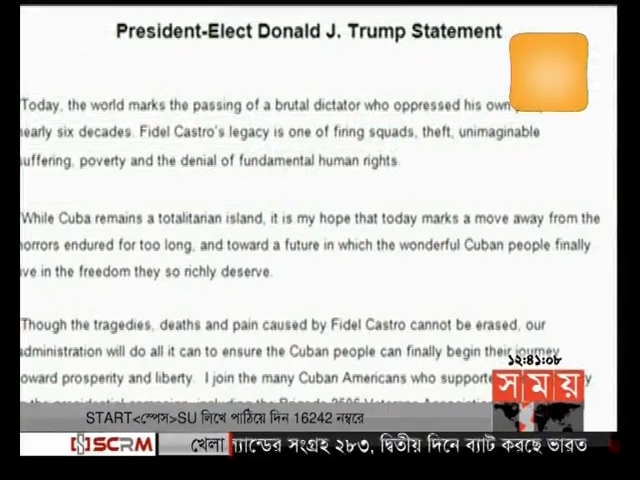 President-Elect Donald J. Trump Statement
Today, the world marks the passing of a brutal dictator who oppressed his own
nearly six decades. Fidel Castro's legacy is one of firing squads, theft, unimaginable
suffering, poverty and the denial of fundamental human rights.
While Cuba remains a totalitarian island, it is my hope that today marks a move away from the
horrors endured for too long, and toward a future in which the wonderful Cuban people finally
ive in the freedom they so richly deserve.
Though the tragedies, deaths and pain caused by Fidel Castro cannot be erased, our
administration will do all it can to ensure the Cuban people can finally begin their journey
toward prosperity and liberty. I join the many Cuban Americans who supporte
১২:৪১:০৮
সময়
START<স্পেস>SU লিখে পাঠিয়ে দিন 16242 নম্বরে
SCRM খেলা ্যান্ডের সংগ্রহ ২৮৩, দ্বিতীয় দিনে ব্যাট করছে ভারত